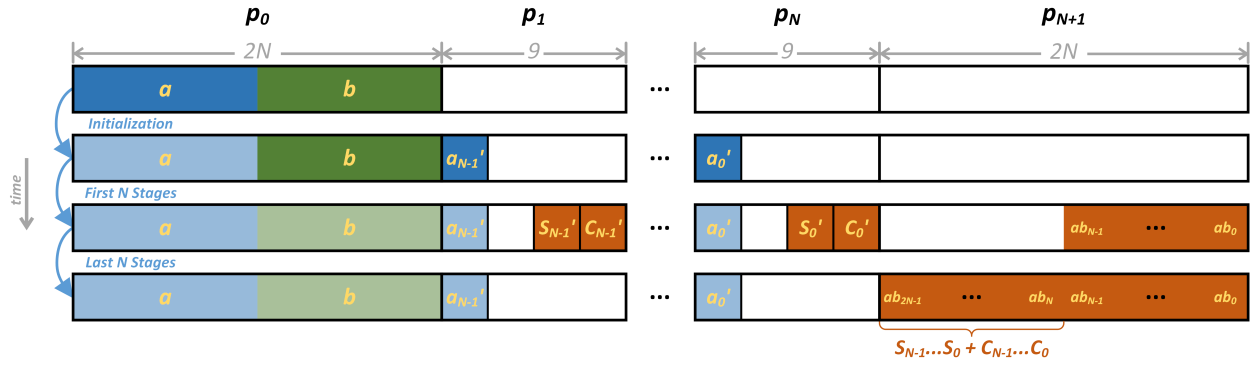 p0 p1 pN pN+1
2N 9 9 2N
a b ...
Initialization
a b aN-1' ... a0'
time
First N Stages
a b aN-1' SN-1' CN-1' ... a0' S0' C0' abN-1 ... ab0
Last N Stages
a b aN-1' ... a0' ab2N-1 ... abN abN-1 ... ab0
SN-1...S0 + CN-1...C0